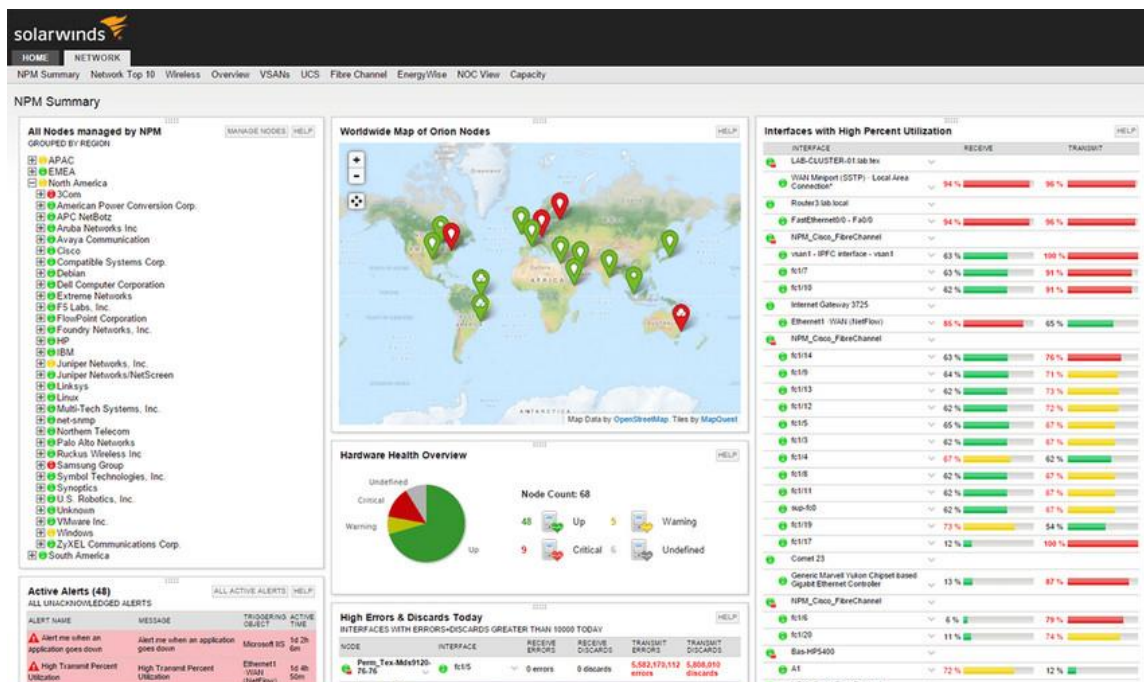 solarwinds
HOME NETWORK
NPM Summary Network Top 10 Wireless Overview VSANs UCS Fibre Channel EnergyWise NOC View Capacity
NPM Summary
All Nodes managed by NPM MANAGE NODES HELP
GROUPED BY REGION
APAC
EMEA
North America
3Com
American Power Conversion Corp.
APC NetBotz
Aruba Networks Inc
Avaya Communication
Cisco
Compatible Systems Corp.
Debian
Dell Computer Corporation
Extreme Networks
F5 Labs, Inc.
FlowPoint Corporation
Foundry Networks, Inc.
HP
IBM
Juniper Networks, Inc.
Juniper Networks/NetScreen
Linksys
Linux
Multi-Tech Systems, Inc.
net-snmp
Northern Telecom
Palo Alto Networks
Ruckus Wireless Inc
Samsung Group
Symbol Technologies, Inc.
Synoptics
U.S. Robotics, Inc.
Unknown
VMware Inc.
Windows
ZyXEL Communications Corp.
South America
Active Alerts (48) ALL ACTIVE ALERTS HELP
ALL UNACKNOWLEDGED ALERTS
ALERT NAME MESSAGE TRIGGERING OBJECT ACTIVE TIME
Alert me when an application goes down Alert me when an application goes down Microsoft IIS 1d 2h 6m
High Transmit Percent Utilization High Transmit Percent Utilization Ethernet1 ·WAN (NetFlow) 1d 4h 50m
Worldwide Map of Orion Nodes HELP
AFRICA
ANTARCTICA
Map Data by OpenStreetMap. Tiles by MapQuest
Hardware Health Overview HELP
Undefined
Critical
Warning
Up
Node Count: 68
48 Up 5 Warning
9 Critical 6 Undefined
High Errors & Discards Today HELP
INTERFACES WITH ERRORS+DISCARDS GREATER THAN 10000 TODAY
NODE INTERFACE RECEIVE ERRORS RECEIVE DISCARDS TRANSMIT ERRORS TRANSMIT DISCARDS
Perm_Tex-Mds9120-76-76 fc1/5 0 errors 0 discards 5,582,170,112 errors 5,808,010 discards
Interfaces with High Percent Utilization HELP
INTERFACE RECEIVE TRANSMIT
LAB-CLUSTER-01.lab.tex
WAN Miniport (SSTP) - Local Area Connection* 94 % 96 %
Router3.lab.local
FastEthernet0/0 - Fa0/0 94 % 96 %
NPM_Cisco_FibreChannel
vsan1 - IPFC interface - vsan1 63 % 100 %
fc1/7 63 % 91 %
fc1/10 62 % 91 %
Internet Gateway 3725
Ethernet1 ·WAN (NetFlow) 86 % 65 %
NPM_Cisco_FibreChannel
fc1/14 63 % 76 %
fc1/9 64 % 71 %
fc1/13 62 % 73 %
fc1/12 62 % 72 %
fc1/5 65 % 67 %
fc1/3 62 % 67 %
fc1/4 67 % 62 %
fc1/8 62 % 67 %
fc1/11 62 % 67 %
sup-fc0 62 % 67 %
fc1/19 73 % 54 %
fc1/17 12 % 100 %
Comet 23
Generic Marvell Yukon Chipset based Gigabit Ethernet Controller 13 % 87 %
NPM_Cisco_FibreChannel
fc1/6 6 % 79 %
fc1/20 11 % 74 %
Bas-HP5400
A1 72 % 12 %